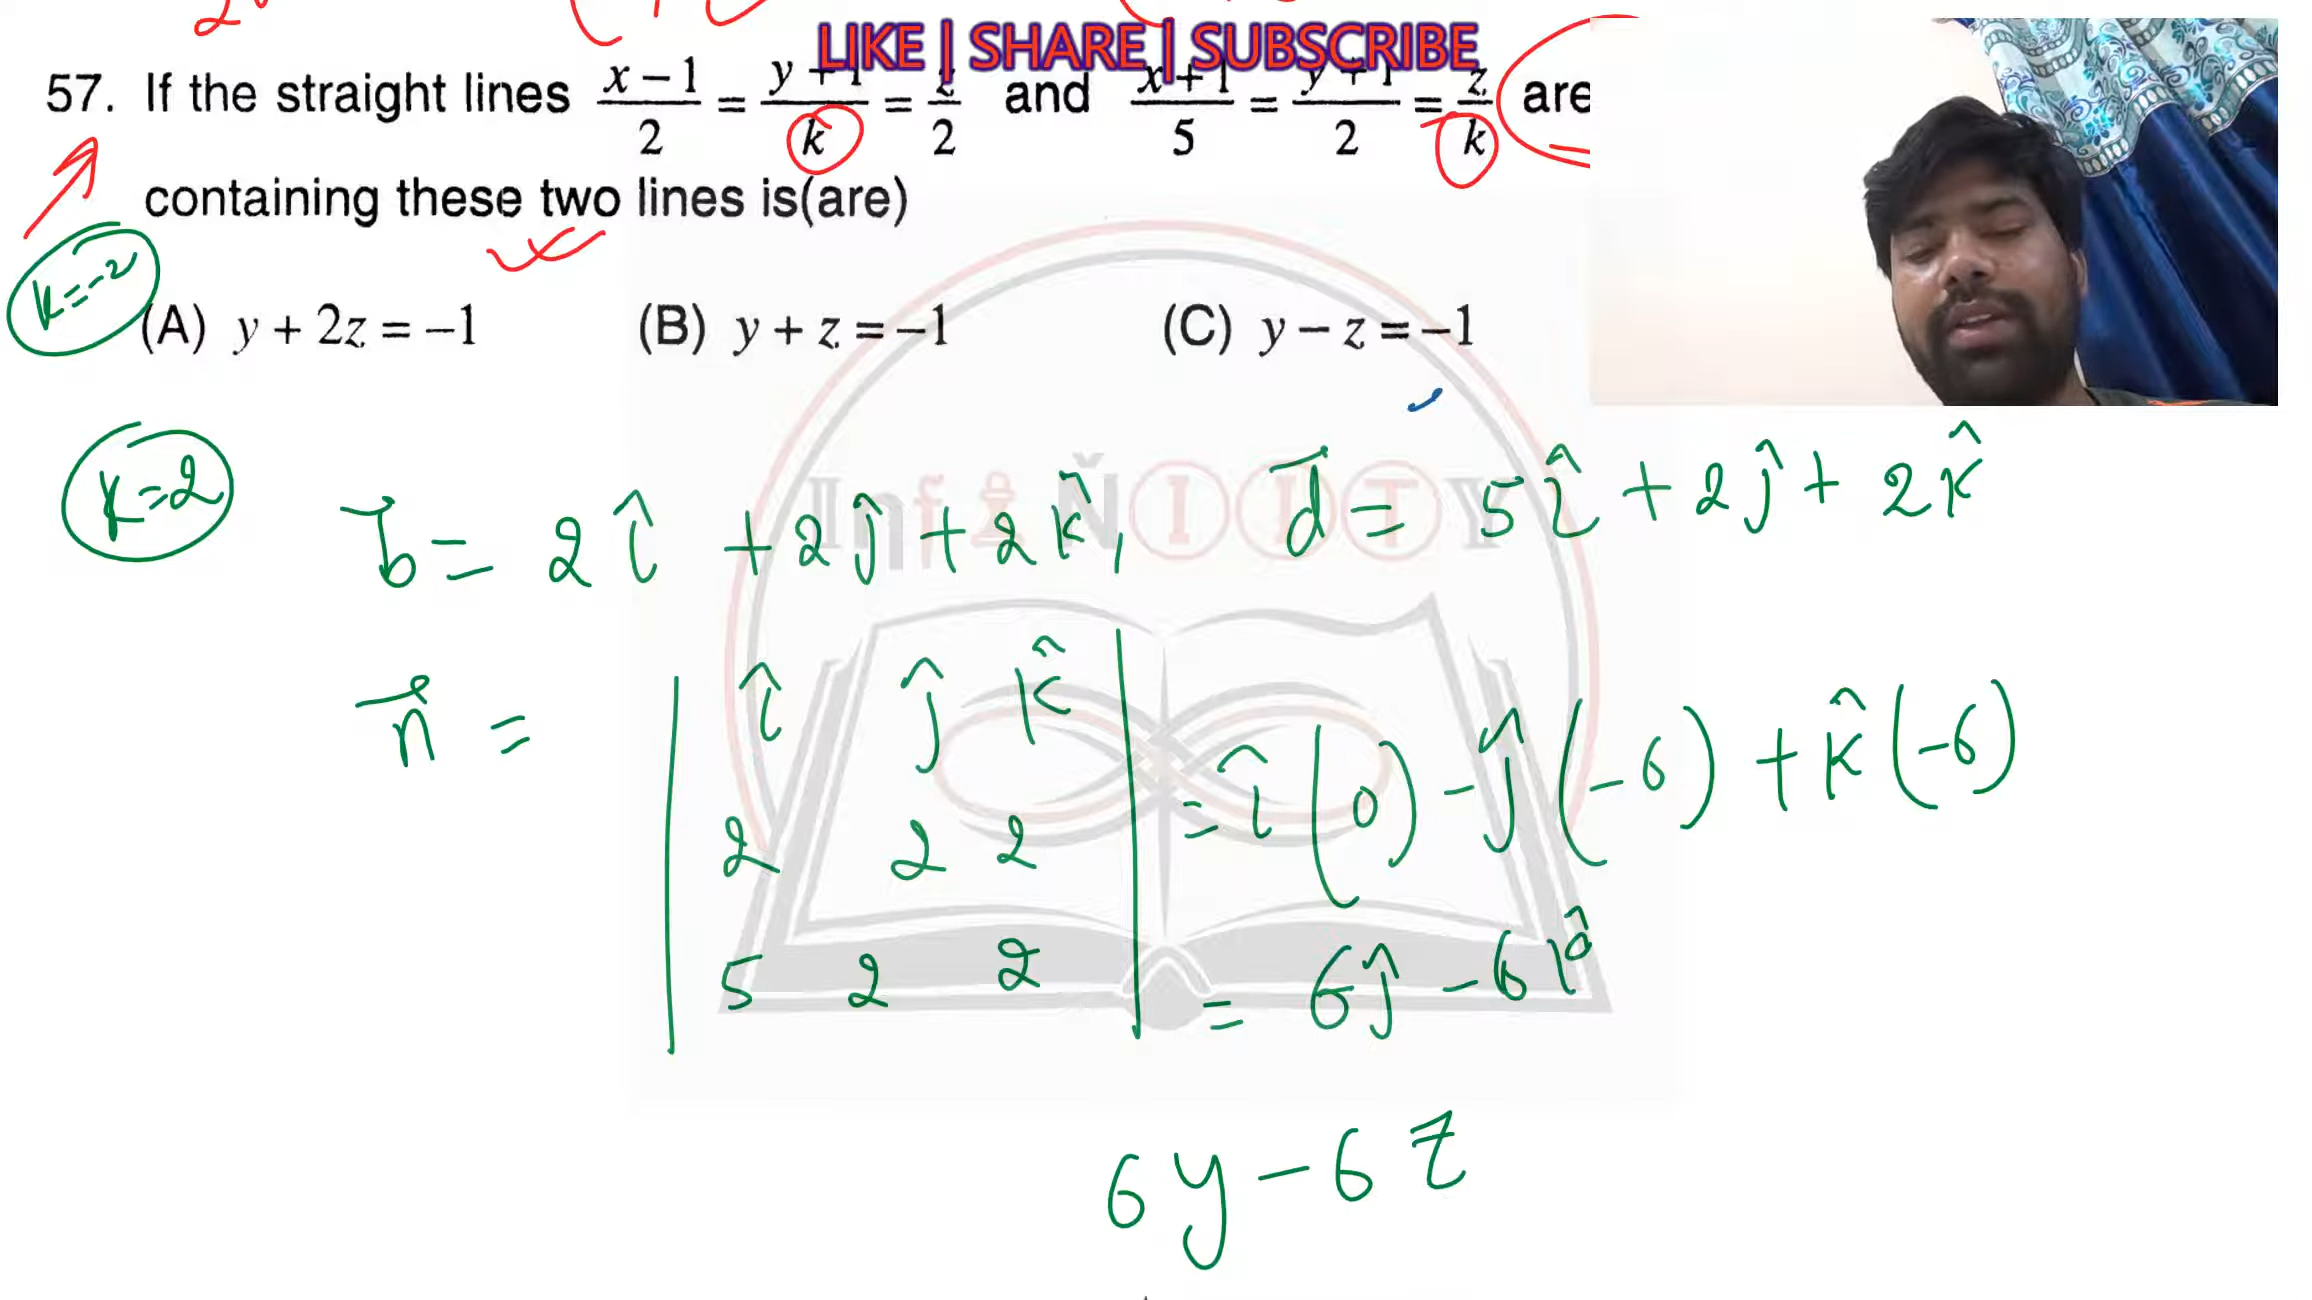 LIKE | SHARE | SUBSCRIBE
57. If the straight lines (x − 1)/2 = (y + 1)/k = z/2 and (x + 1)/5 = (y + 1)/2 = z/k are
containing these two lines is(are)
k = -2
(A) y + 2z = −1 (B) y + z = −1 (C) y − z = −1
k = 2
b⃗ = 2î + 2ĵ + 2k̂, d⃗ = 5î + 2ĵ + 2k̂
n⃗ = | î ĵ k̂ | = î(0) − ĵ(−6) + k̂(−6)
2 2 2
5 2 2 = 6ĵ − 6k̂
6y − 6z
InfiÑIITY